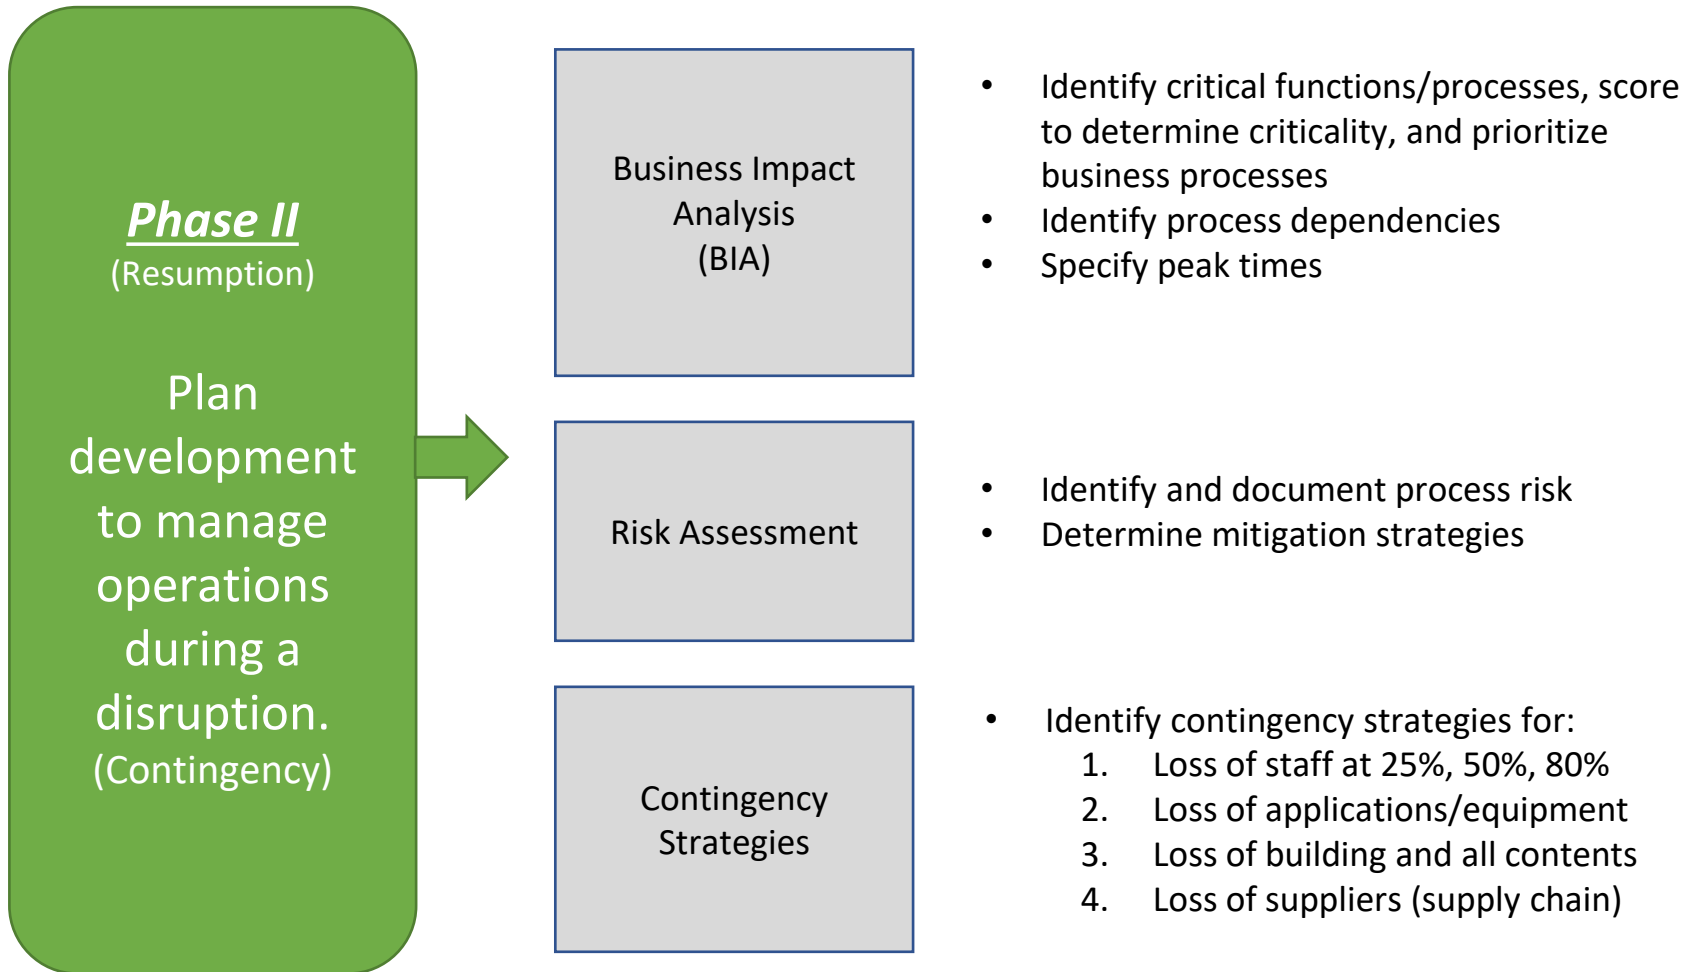 Phase II
(Resumption)
Plan
development
to manage
operations
during a
disruption.
(Contingency)
Business Impact
Analysis
(BIA)
• Identify critical functions/processes, score
to determine criticality, and prioritize
business processes
• Identify process dependencies
• Specify peak times
Risk Assessment
• Identify and document process risk
• Determine mitigation strategies
Contingency
Strategies
• Identify contingency strategies for:
1. Loss of staff at 25%, 50%, 80%
2. Loss of applications/equipment
3. Loss of building and all contents
4. Loss of suppliers (supply chain)